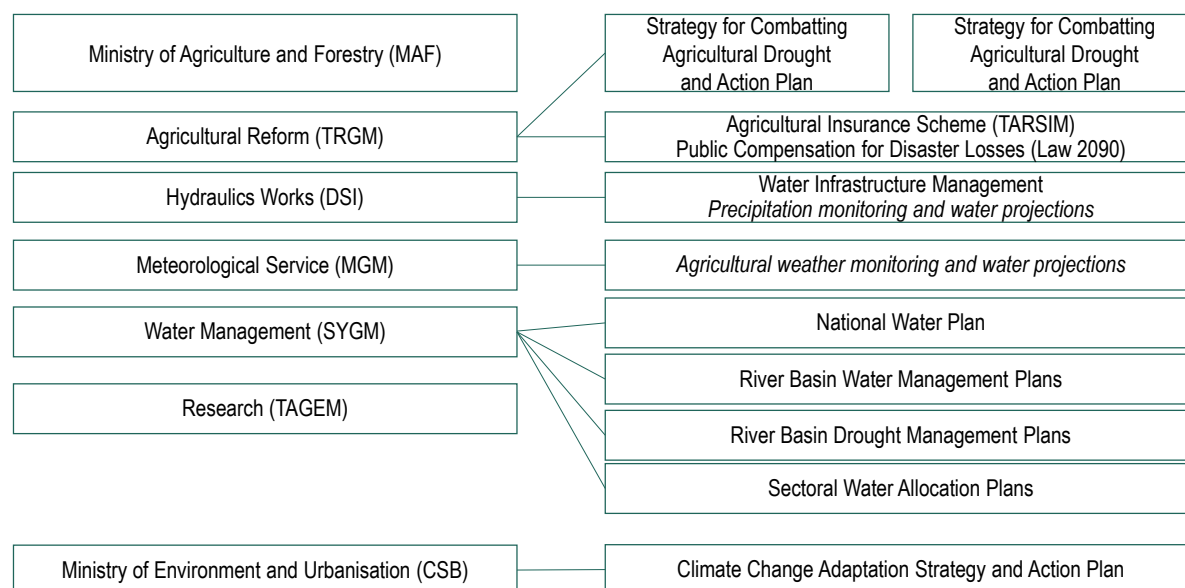 Ministry of Agriculture and Forestry (MAF)
Strategy for Combatting
Agricultural Drought
and Action Plan
Strategy for Combatting
Agricultural Drought
and Action Plan
Agricultural Reform (TRGM)
Agricultural Insurance Scheme (TARSIM)
Public Compensation for Disaster Losses (Law 2090)
Hydraulics Works (DSI)
Water Infrastructure Management
Precipitation monitoring and water projections
Meteorological Service (MGM)
Agricultural weather monitoring and water projections
Water Management (SYGM)
National Water Plan
River Basin Water Management Plans
Research (TAGEM)
River Basin Drought Management Plans
Sectoral Water Allocation Plans
Ministry of Environment and Urbanisation (CSB)
Climate Change Adaptation Strategy and Action Plan